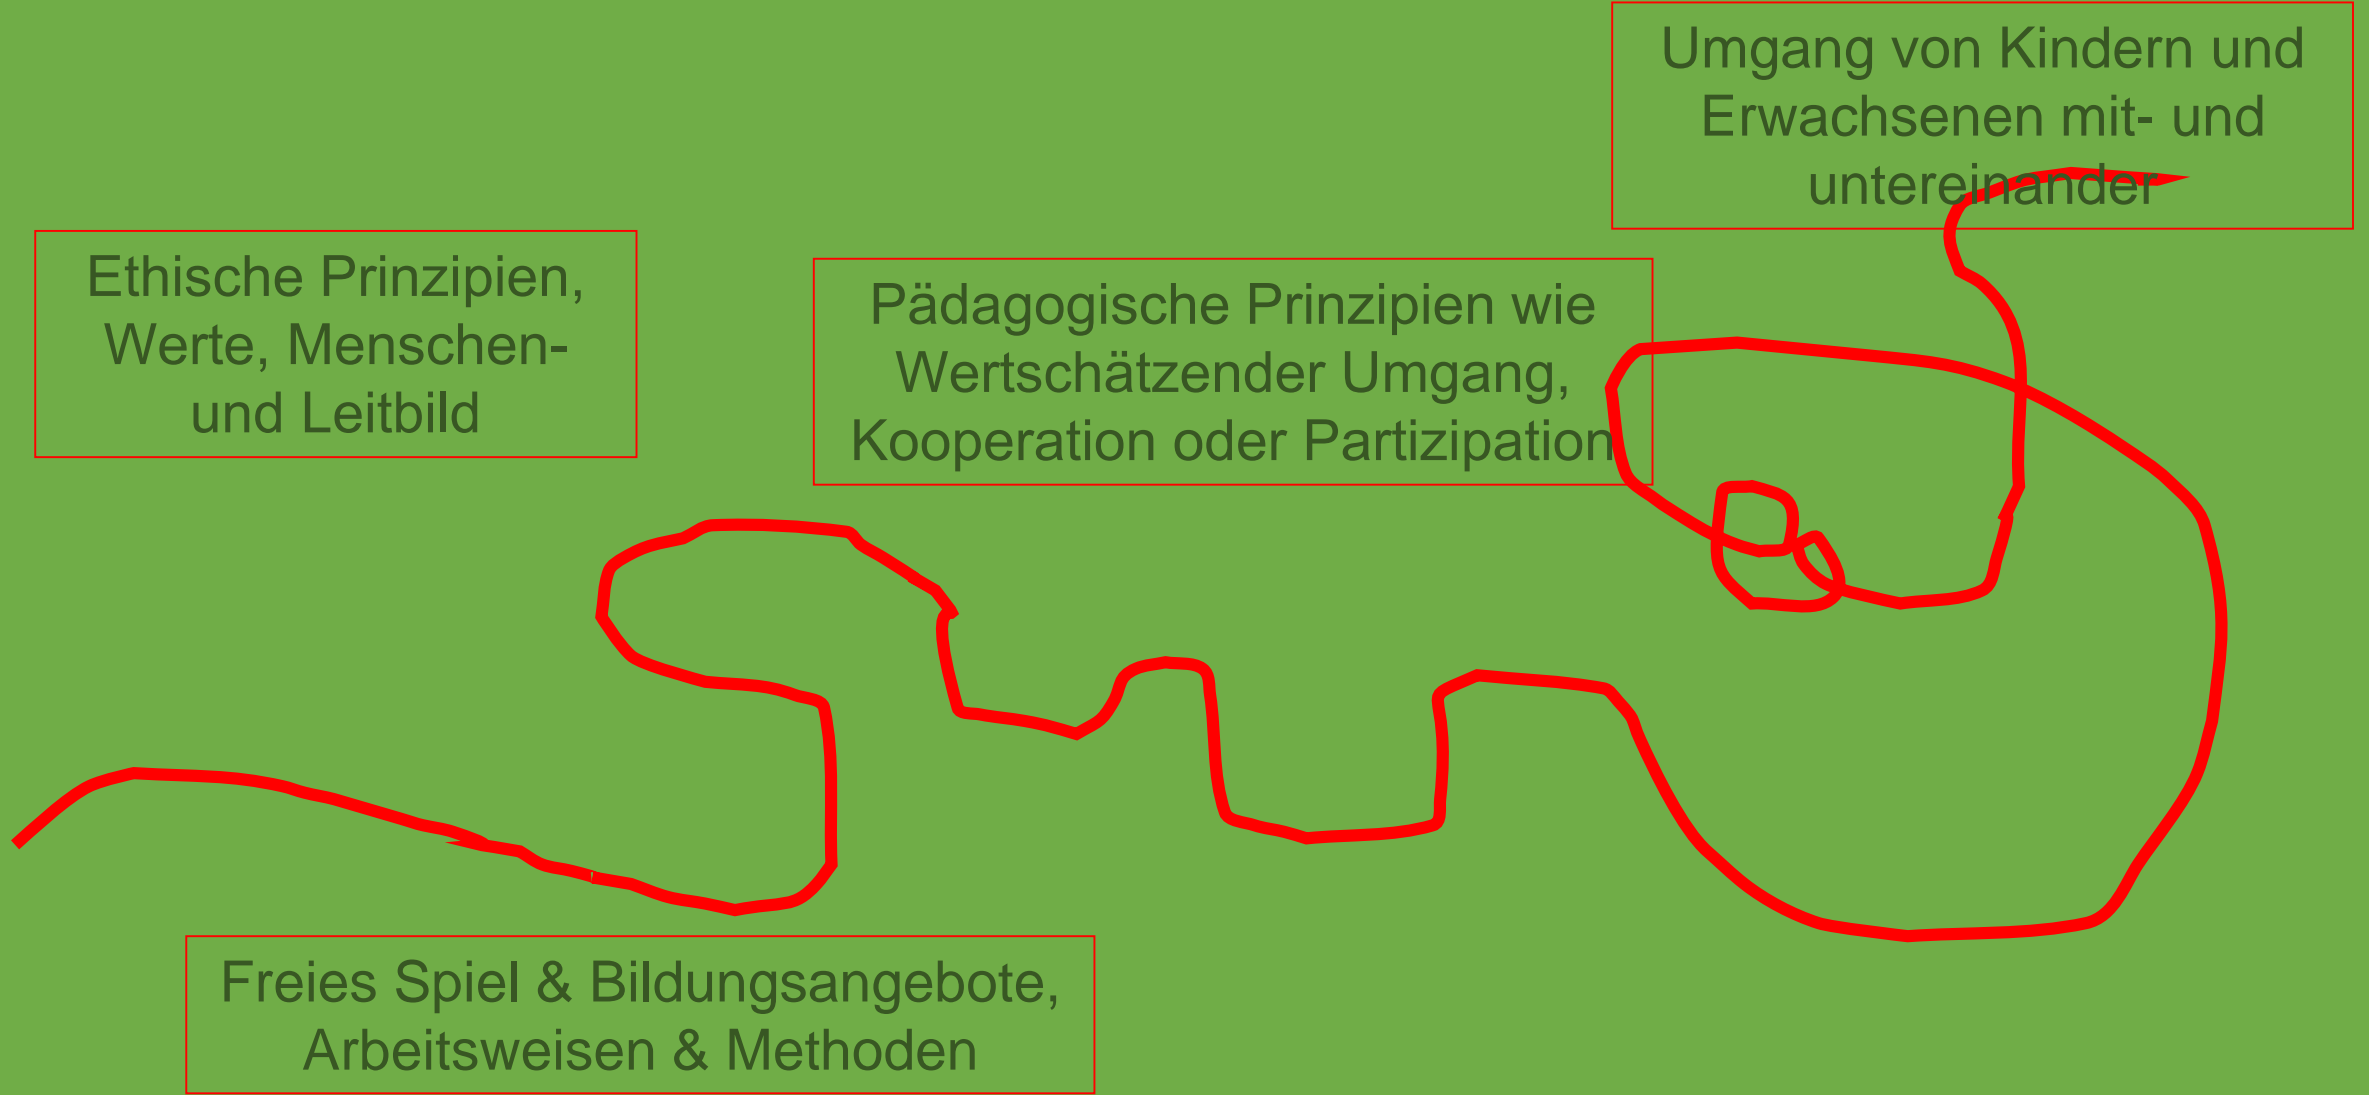 Umgang von Kindern und
Erwachsenen mit- und
untereinander
Ethische Prinzipien,
Werte, Menschen-
und Leitbild
Pädagogische Prinzipien wie
Wertschätzender Umgang,
Kooperation oder Partizipation
Freies Spiel & Bildungsangebote,
Arbeitsweisen & Methoden